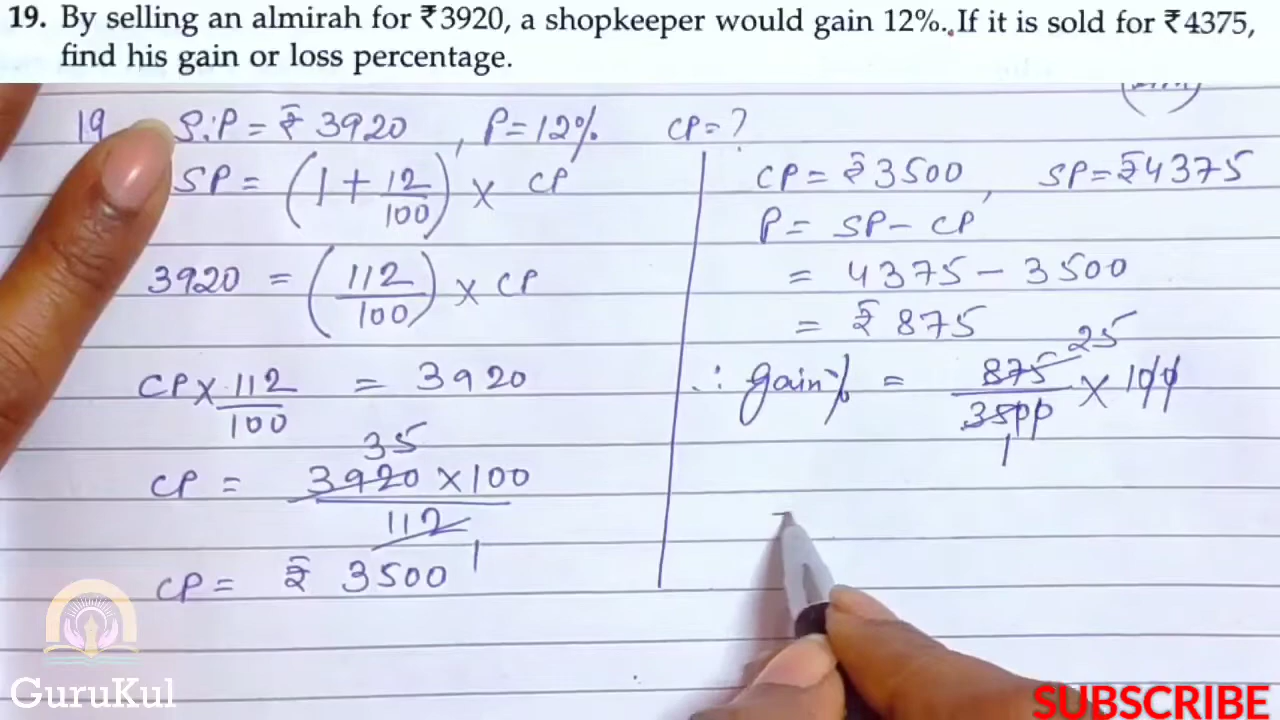 19. By selling an almirah for ₹3920, a shopkeeper would gain 12%. If it is sold for ₹4375,
find his gain or loss percentage.
19 S.P = ₹ 3920 , P = 12% CP = ?
SP = (1 + 12/100) × CP
3920 = (112/100) × CP
CP × 112/100 = 3920
35
CP = 3920 × 100 / 112
1
CP = ₹ 3500
CP = ₹3500 , SP = ₹4375
P = SP - CP
= 4375 - 3500
= ₹ 875
25
∴ gain% = 875/3500 × 100
1
=
GuruKul
SUBSCRIBE